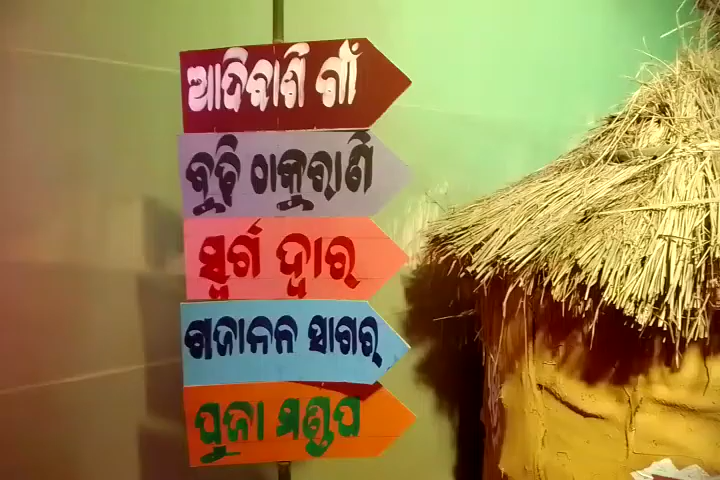 ଆଦିବାଶି ଗାଁ
ବୁଢ଼ି ଠାକୁରାଣି
ସ୍ୱର୍ଗ ଦ୍ୱାର
ଗଜାନନ ସାଗର
ପୁଜା ମଣ୍ଡପ